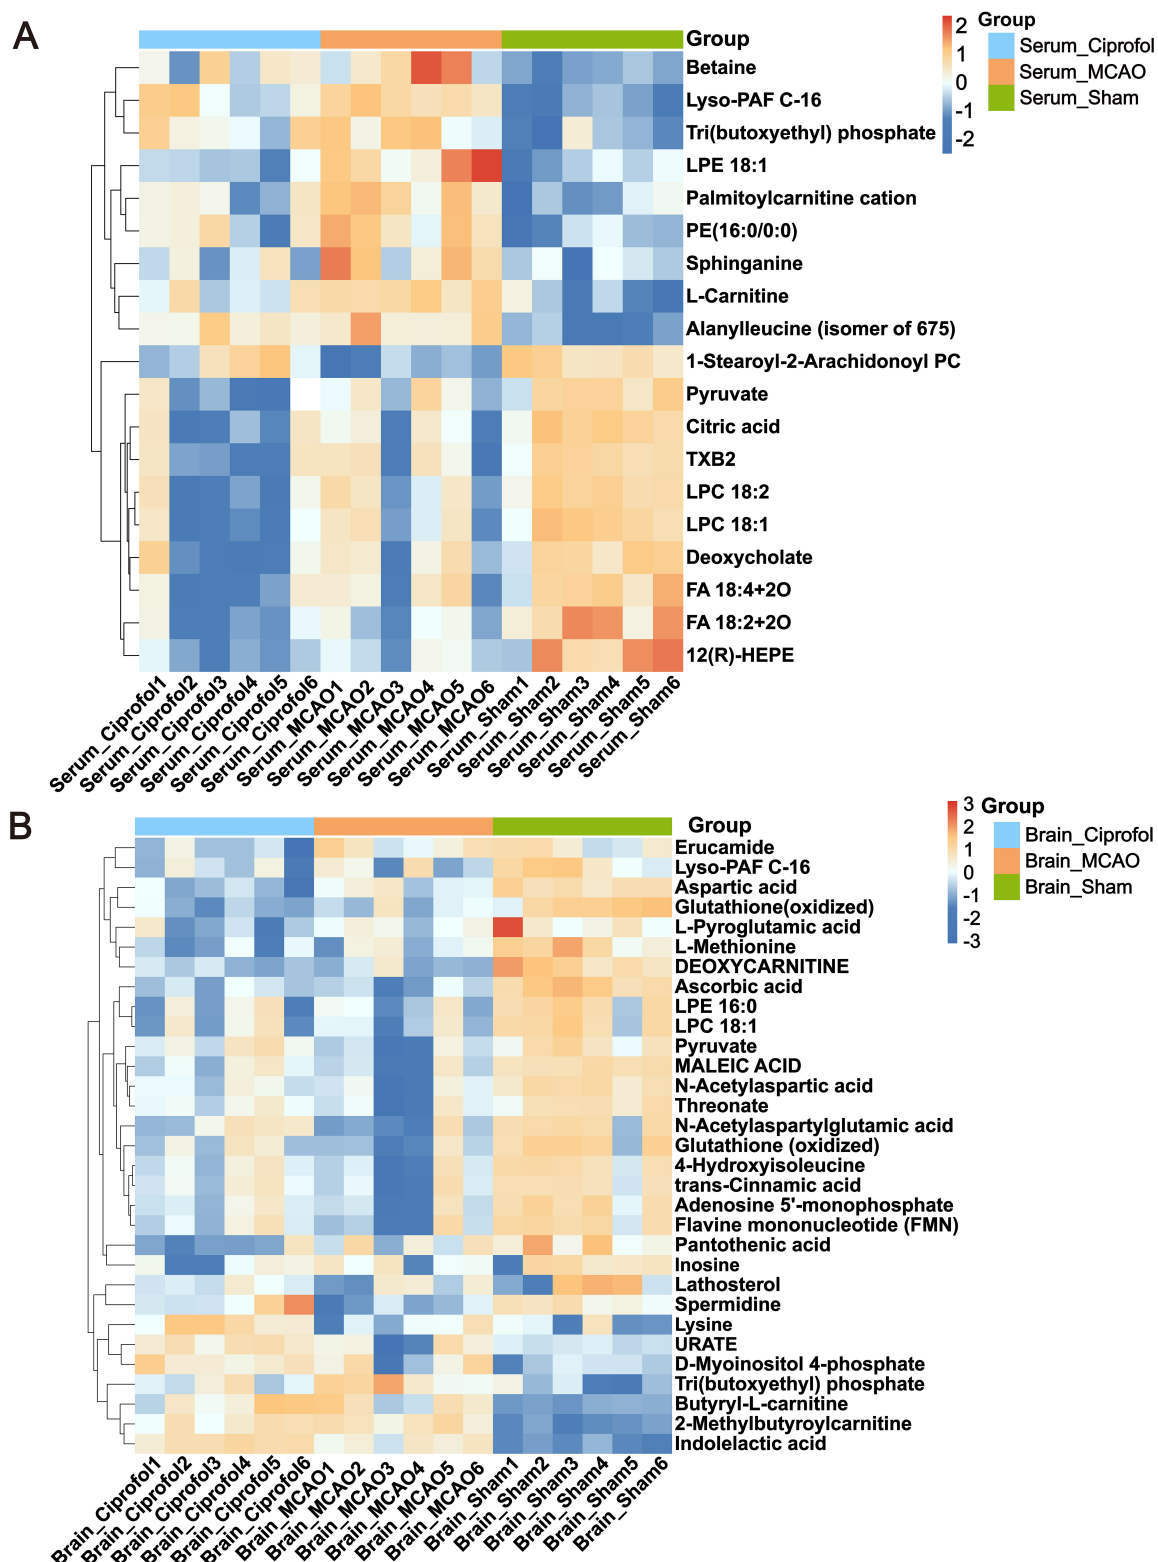 A
Group
Betaine
Lyso-PAF C-16
Tri(butoxyethyl) phosphate
LPE 18:1
Palmitoylcarnitine cation
PE(16:0/0:0)
Sphinganine
L-Carnitine
Alanylleucine (isomer of 675)
1-Stearoyl-2-Arachidonoyl PC
Pyruvate
Citric acid
TXB2
LPC 18:2
LPC 18:1
Deoxycholate
FA 18:4+2O
FA 18:2+2O
12(R)-HEPE
2
1
0
-1
-2
Group
Serum_Ciprofol
Serum_MCAO
Serum_Sham
Serum_Ciprofol1
Serum_Ciprofol2
Serum_Ciprofol3
Serum_Ciprofol4
Serum_Ciprofol5
Serum_Ciprofol6
Serum_MCAO1
Serum_MCAO2
Serum_MCAO3
Serum_MCAO4
Serum_MCAO5
Serum_MCAO6
Serum_Sham1
Serum_Sham2
Serum_Sham3
Serum_Sham4
Serum_Sham5
Serum_Sham6
B
Group
Erucamide
Lyso-PAF C-16
Aspartic acid
Glutathione(oxidized)
L-Pyroglutamic acid
L-Methionine
DEOXYCARNITINE
Ascorbic acid
LPE 16:0
LPC 18:1
Pyruvate
MALEIC ACID
N-Acetylaspartic acid
Threonate
N-Acetylaspartylglutamic acid
Glutathione (oxidized)
4-Hydroxyisoleucine
trans-Cinnamic acid
Adenosine 5'-monophosphate
Flavine mononucleotide (FMN)
Pantothenic acid
Inosine
Lathosterol
Spermidine
Lysine
URATE
D-Myoinositol 4-phosphate
Tri(butoxyethyl) phosphate
Butyryl-L-carnitine
2-Methylbutyroylcarnitine
Indolelactic acid
3
2
1
0
-1
-2
-3
Group
Brain_Ciprofol
Brain_MCAO
Brain_Sham
Brain_Ciprofol1
Brain_Ciprofol2
Brain_Ciprofol3
Brain_Ciprofol4
Brain_Ciprofol5
Brain_Ciprofol6
Brain_MCAO1
Brain_MCAO2
Brain_MCAO3
Brain_MCAO4
Brain_MCAO5
Brain_MCAO6
Brain_Sham1
Brain_Sham2
Brain_Sham3
Brain_Sham4
Brain_Sham5
Brain_Sham6